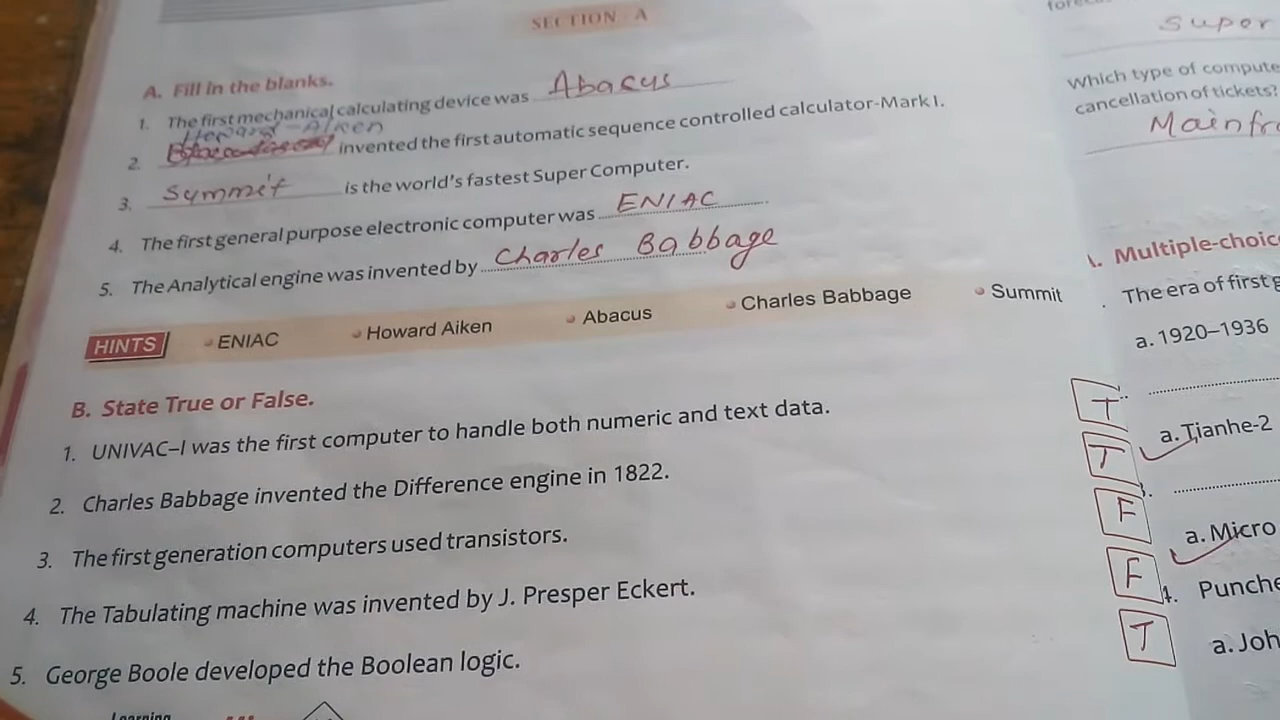 SECTION A
A. Fill in the blanks.
1. The first mechanical calculating device was Abacus
Howard-Aiken
2. invented the first automatic sequence controlled calculator-Mark I.
3. Summit is the world's fastest Super Computer.
4. The first general purpose electronic computer was ENIAC
5. The Analytical engine was invented by Charles Babbage
HINTS • ENIAC • Howard Aiken • Abacus • Charles Babbage • Summit
B. State True or False.
1. UNIVAC–I was the first computer to handle both numeric and text data. T
2. Charles Babbage invented the Difference engine in 1822. T
3. The first generation computers used transistors. F
4. The Tabulating machine was invented by J. Presper Eckert. F
5. George Boole developed the Boolean logic. T
Learning
Super
Which type of compute
cancellation of tickets?
Mainfr
Multiple-choic
The era of first g
a. 1920–1936
a. Tianhe-2
a. Micro
4. Punche
a. Joh